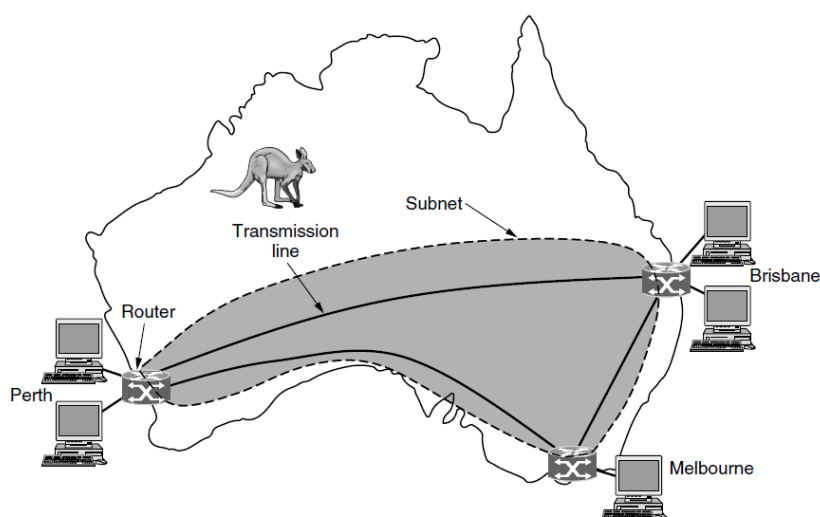 Subnet
Transmission
line
Brisbane
Router
Perth
Melbourne